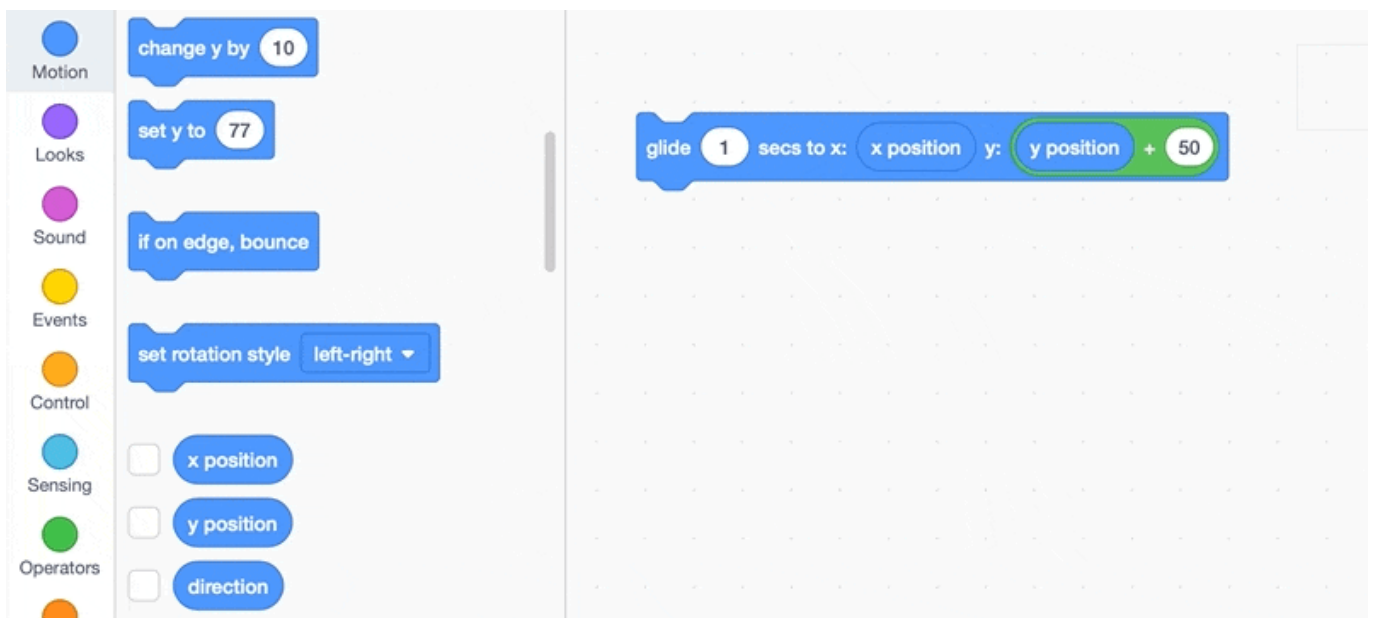 Motion
Looks
Sound
Events
Control
Sensing
Operators
change y by 10
set y to 77
if on edge, bounce
set rotation style left-right
x position
y position
direction
glide 1 secs to x: x position y: y position + 50